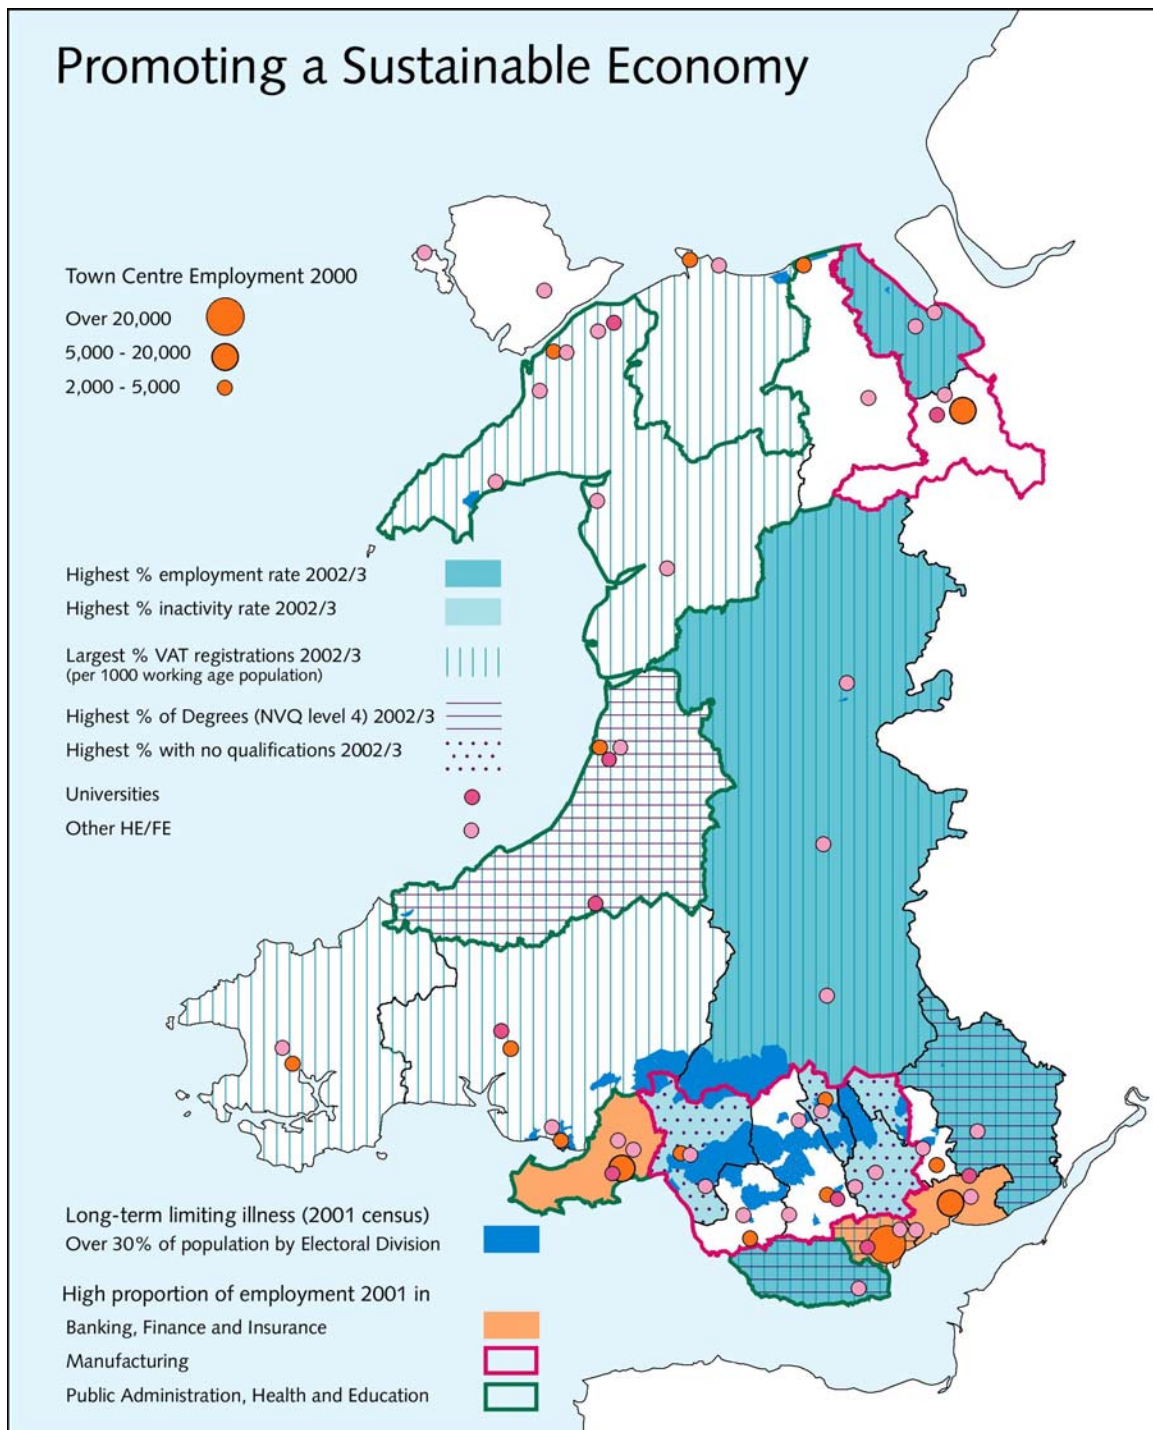 Promoting a Sustainable Economy
Town Centre Employment 2000
Over 20,000
5,000 - 20,000
2,000 - 5,000
Highest % employment rate 2002/3
Highest % inactivity rate 2002/3
Largest % VAT registrations 2002/3
(per 1000 working age population)
Highest % of Degrees (NVQ level 4) 2002/3
Highest % with no qualifications 2002/3
Universities
Other HE/FE
Long-term limiting illness (2001 census)
Over 30% of population by Electoral Division
High proportion of employment 2001 in
Banking, Finance and Insurance
Manufacturing
Public Administration, Health and Education